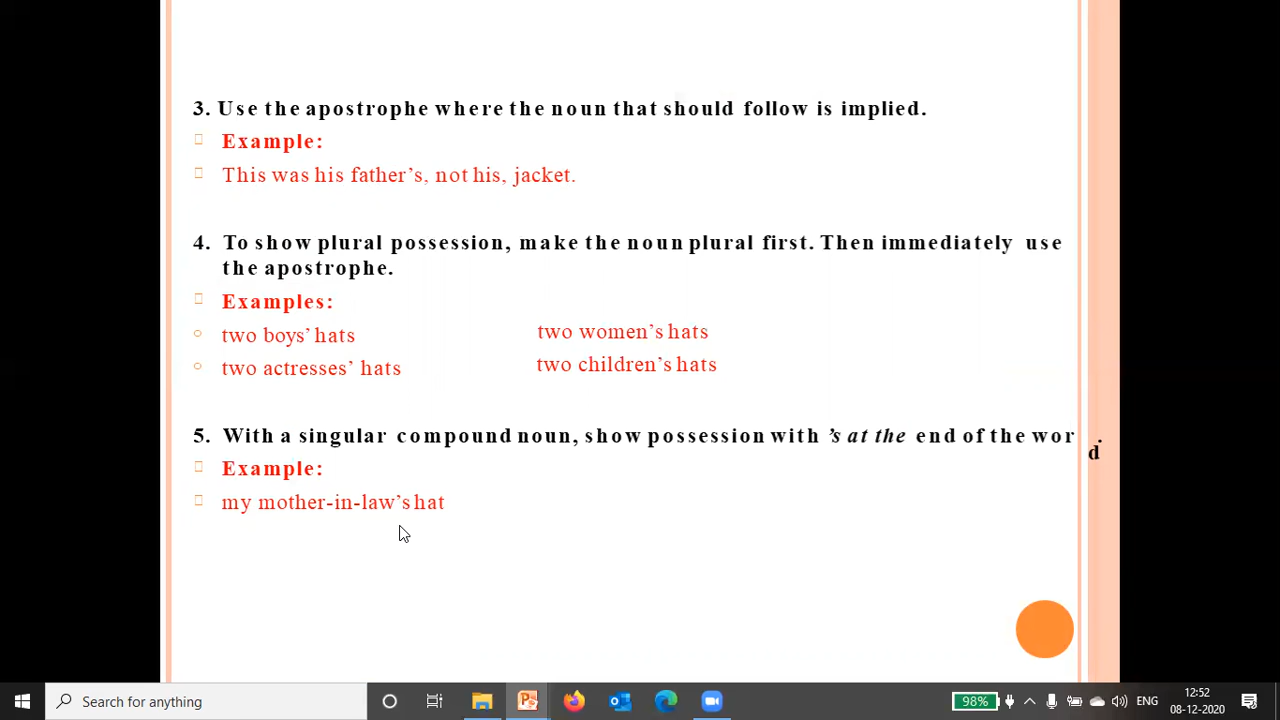 3. Use the apostrophe where the noun that should follow is implied.
Example:
This was his father’s, not his, jacket.
4. To show plural possession, make the noun plural first. Then immediately use
the apostrophe.
Examples:
two boys’ hats
two women’s hats
two actresses’ hats
two children’s hats
5. With a singular compound noun, show possession with ’s at the end of the word.
Example:
my mother-in-law’s hat
Search for anything
98%
ENG
12:52
08-12-2020